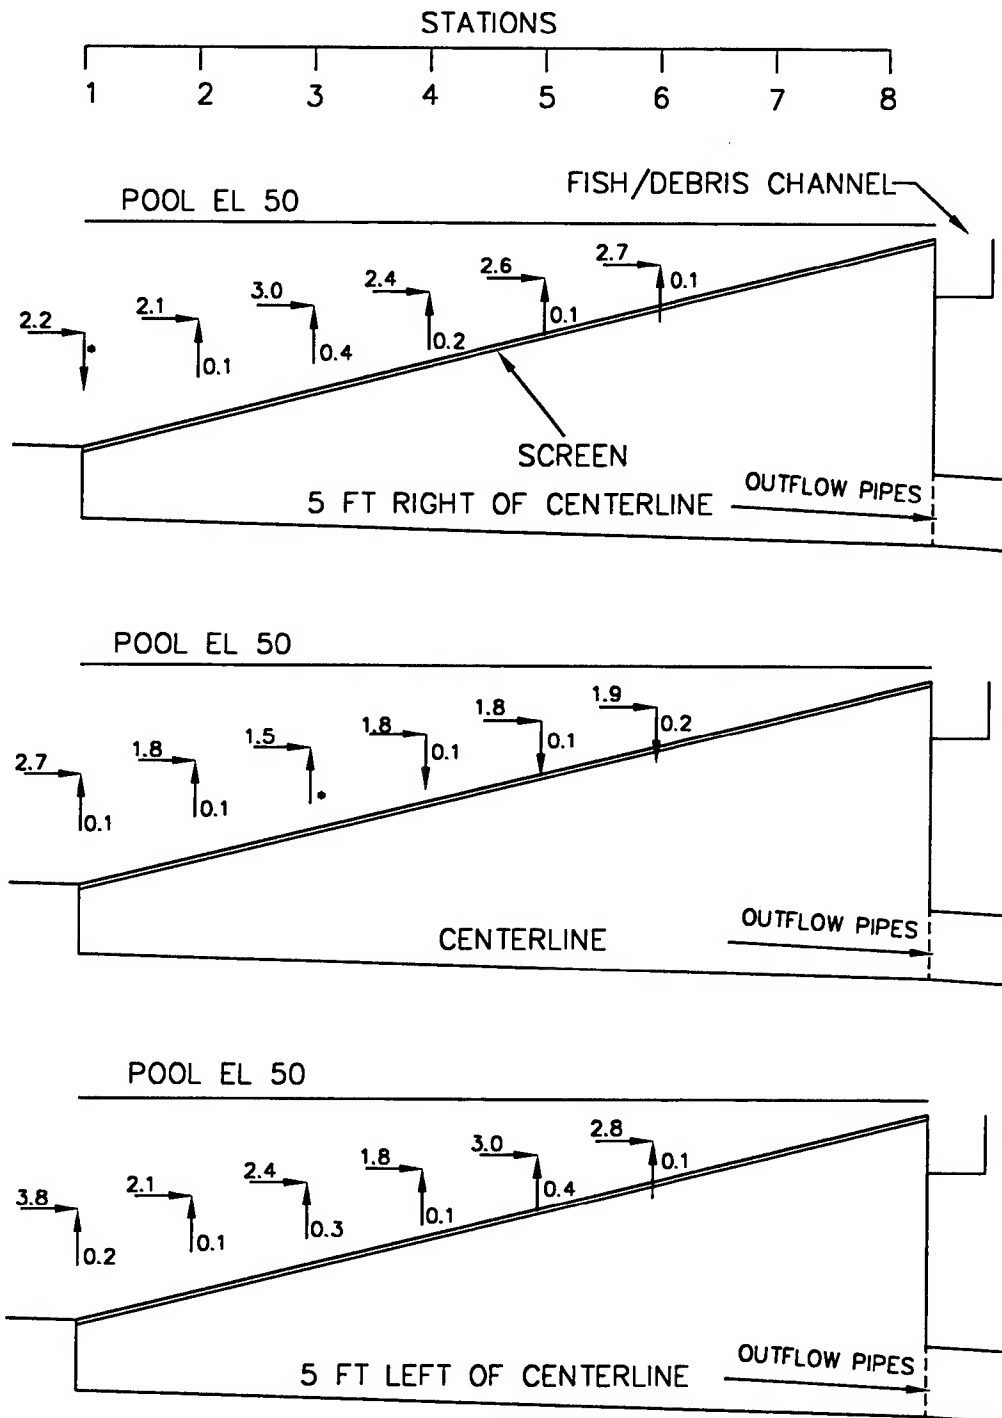 STATIONS
1 2 3 4 5 6 7 8
FISH/DEBRIS CHANNEL
POOL EL 50
2.2 2.1 3.0 2.4 2.6 2.7
* 0.1 0.4 0.2 0.1 0.1
SCREEN
5 FT RIGHT OF CENTERLINE
OUTFLOW PIPES
POOL EL 50
2.7 1.8 1.5 1.8 1.8 1.9
0.1 0.1 * 0.1 0.1 0.2
CENTERLINE
OUTFLOW PIPES
POOL EL 50
3.8 2.1 2.4 1.8 3.0 2.8
0.2 0.1 0.3 0.1 0.4 0.1
5 FT LEFT OF CENTERLINE
OUTFLOW PIPES